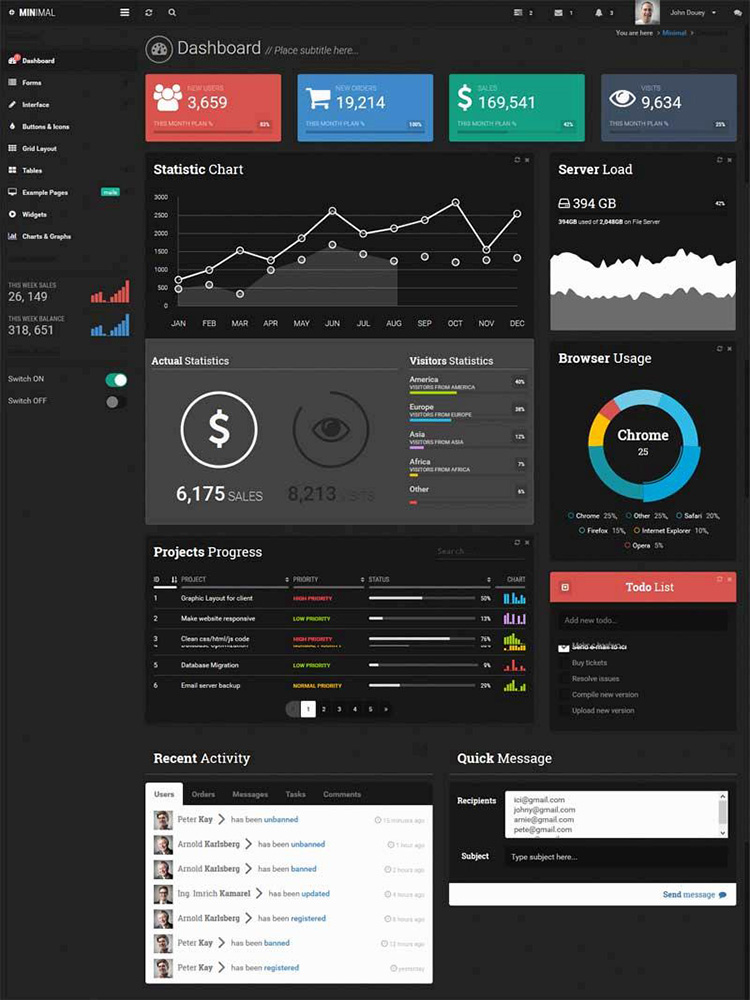 MINIMAL
2
1
3
John Douey
You are here > Minimal >
Dashboard // Place subtitle here...
Dashboard
Forms
Interface
Buttons & Icons
Grid Layout
Tables
Example Pages
Widgets
Charts & Graphs
THIS WEEK SALES
26, 149
THIS WEEK BALANCE
318, 651
Switch ON
Switch OFF
NEW USERS
3,659
THIS MONTH PLAN %
83%
NEW ORDERS
19,214
THIS MONTH PLAN %
100%
SALES
169,541
THIS MONTH PLAN %
42%
VISITS
9,634
THIS MONTH PLAN %
25%
Statistic Chart
3000
2500
2000
1500
1000
500
0
JAN FEB MAR APR MAY JUN JUL AUG SEP OCT NOV DEC
Server Load
394 GB
42%
394GB used of 2,048GB on File Server
Actual Statistics
6,175 SALES
8,213 VISITS
Visitors Statistics
America
VISITORS FROM AMERICA
40%
Europe
VISITORS FROM EUROPE
Asia
VISITORS FROM ASIA
12%
Africa
VISITORS FROM AFRICA
7%
Other
6%
Browser Usage
Chrome
25
Chrome 25%, Other 25%, Safari 20%,
Firefox 15%, Internet Explorer 10%,
Opera 5%
Projects Progress
Search...
ID PROJECT PRIORITY STATUS CHART
1 Graphic Layout for client HIGH PRIORITY 50%
2 Make website responsive LOW PRIORITY 13%
3 Clean css/html/js code HIGH PRIORITY 76%
5 Database Migration LOW PRIORITY 9%
6 Email server backup NORMAL PRIORITY 29%
1 2 3 4 5 »
Todo List
Add new todo...
Send e-mail to ici
Buy tickets
Resolve issues
Compile new version
Upload new version
Recent Activity
Users Orders Messages Tasks Comments
Peter Kay has been unbanned 15 minutes ago
Arnold Karlsberg has been unbanned 1 hour ago
Arnold Karlsberg has been banned 2 hours ago
Ing. Imrich Kamarel has been updated 4 hours ago
Arnold Karlsberg has been registered 8 hours ago
Peter Kay has been banned 12 hours ago
Peter Kay has been registered yesterday
Quick Message
Recipients
ici@gmail.com
johny@gmail.com
arnie@gmail.com
pete@gmail.com
Subject
Type subject here...
Send message